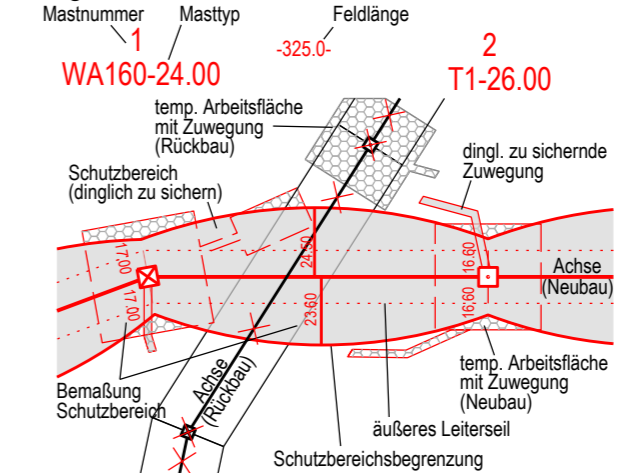 Mastnummer
Masttyp
Feldlänge
1
WA160-24.00
-325.0-
2
T1-26.00
temp. Arbeitsfläche
mit Zuwegung
(Rückbau)
dingl. zu sichernde
Zuwegung
Schutzbereich
(dinglich zu sichern)
17.00
17.00
24.50
23.60
16.60
16.60
Achse
(Neubau)
Achse
(Rückbau)
Bemaßung
Schutzbereich
temp. Arbeitsfläche
mit Zuwegung
(Neubau)
äußeres Leiterseil
Schutzbereichsbegrenzung